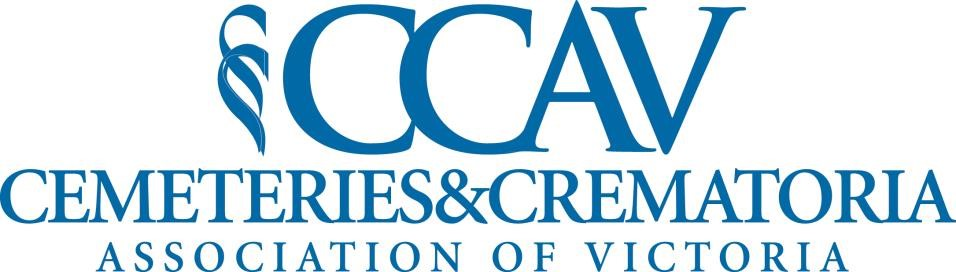 CCAV
CEMETERIES&CREMATORIA
ASSOCIATION OF VICTORIA